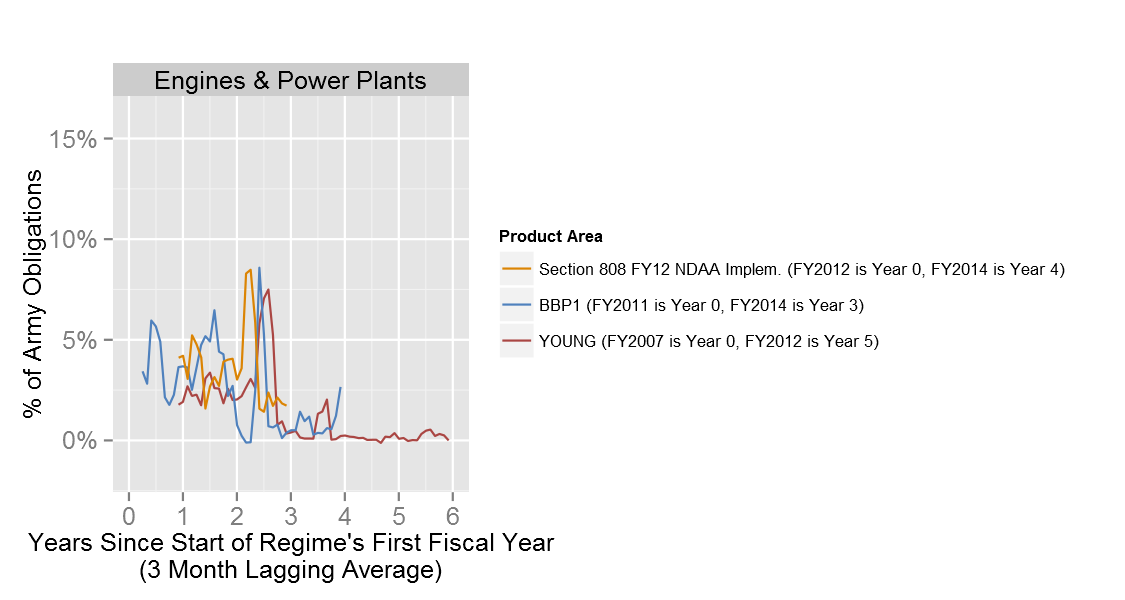 Engines & Power Plants
15%
10%
5%
0%
% of Army Obligations
0 1 2 3 4 5 6
Years Since Start of Regime's First Fiscal Year
(3 Month Lagging Average)
Product Area
Section 808 FY12 NDAA Implem. (FY2012 is Year 0, FY2014 is Year 4)
BBP1 (FY2011 is Year 0, FY2014 is Year 3)
YOUNG (FY2007 is Year 0, FY2012 is Year 5)